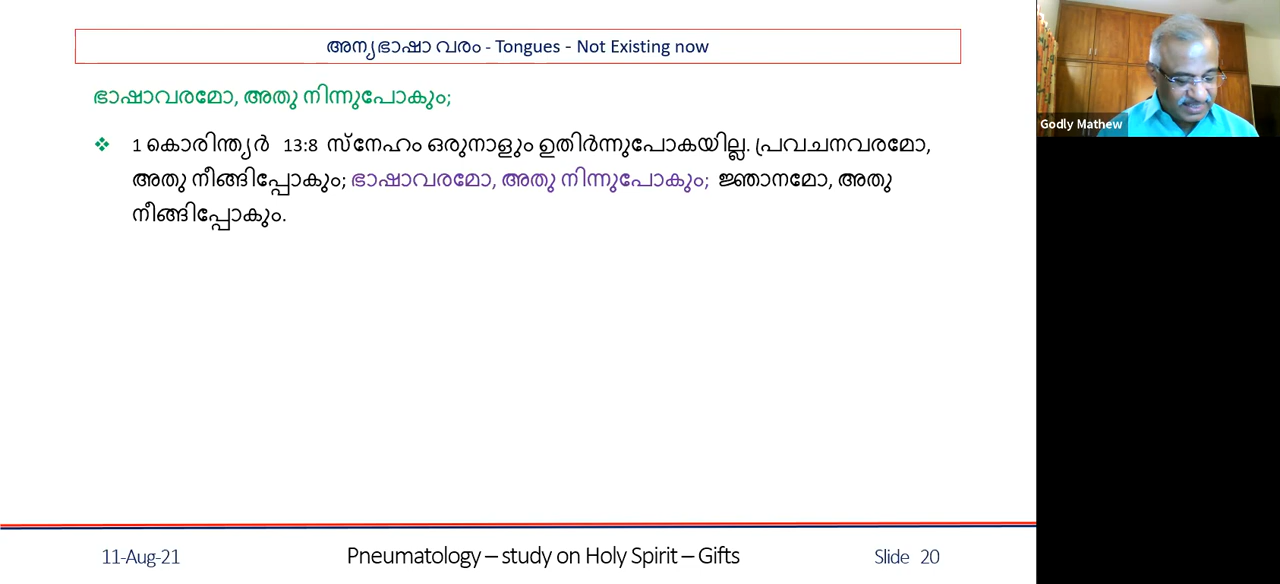 അന്യഭാഷാ വരം - Tongues - Not Existing now
ഭാഷാവരമോ, അതു നിന്നുപോകും;
❖ 1 കൊരിന്ത്യർ 13:8 സ്നേഹം ഒരുനാളും ഉതിർന്നുപോകയില്ല. പ്രവചനവരമോ,
അതു നീങ്ങിപ്പോകും; ഭാഷാവരമോ, അതു നിന്നുപോകും; ജ്ഞാനമോ, അതു
നീങ്ങിപ്പോകും.
11-Aug-21 Pneumatology – study on Holy Spirit – Gifts Slide 20
Godly Mathew